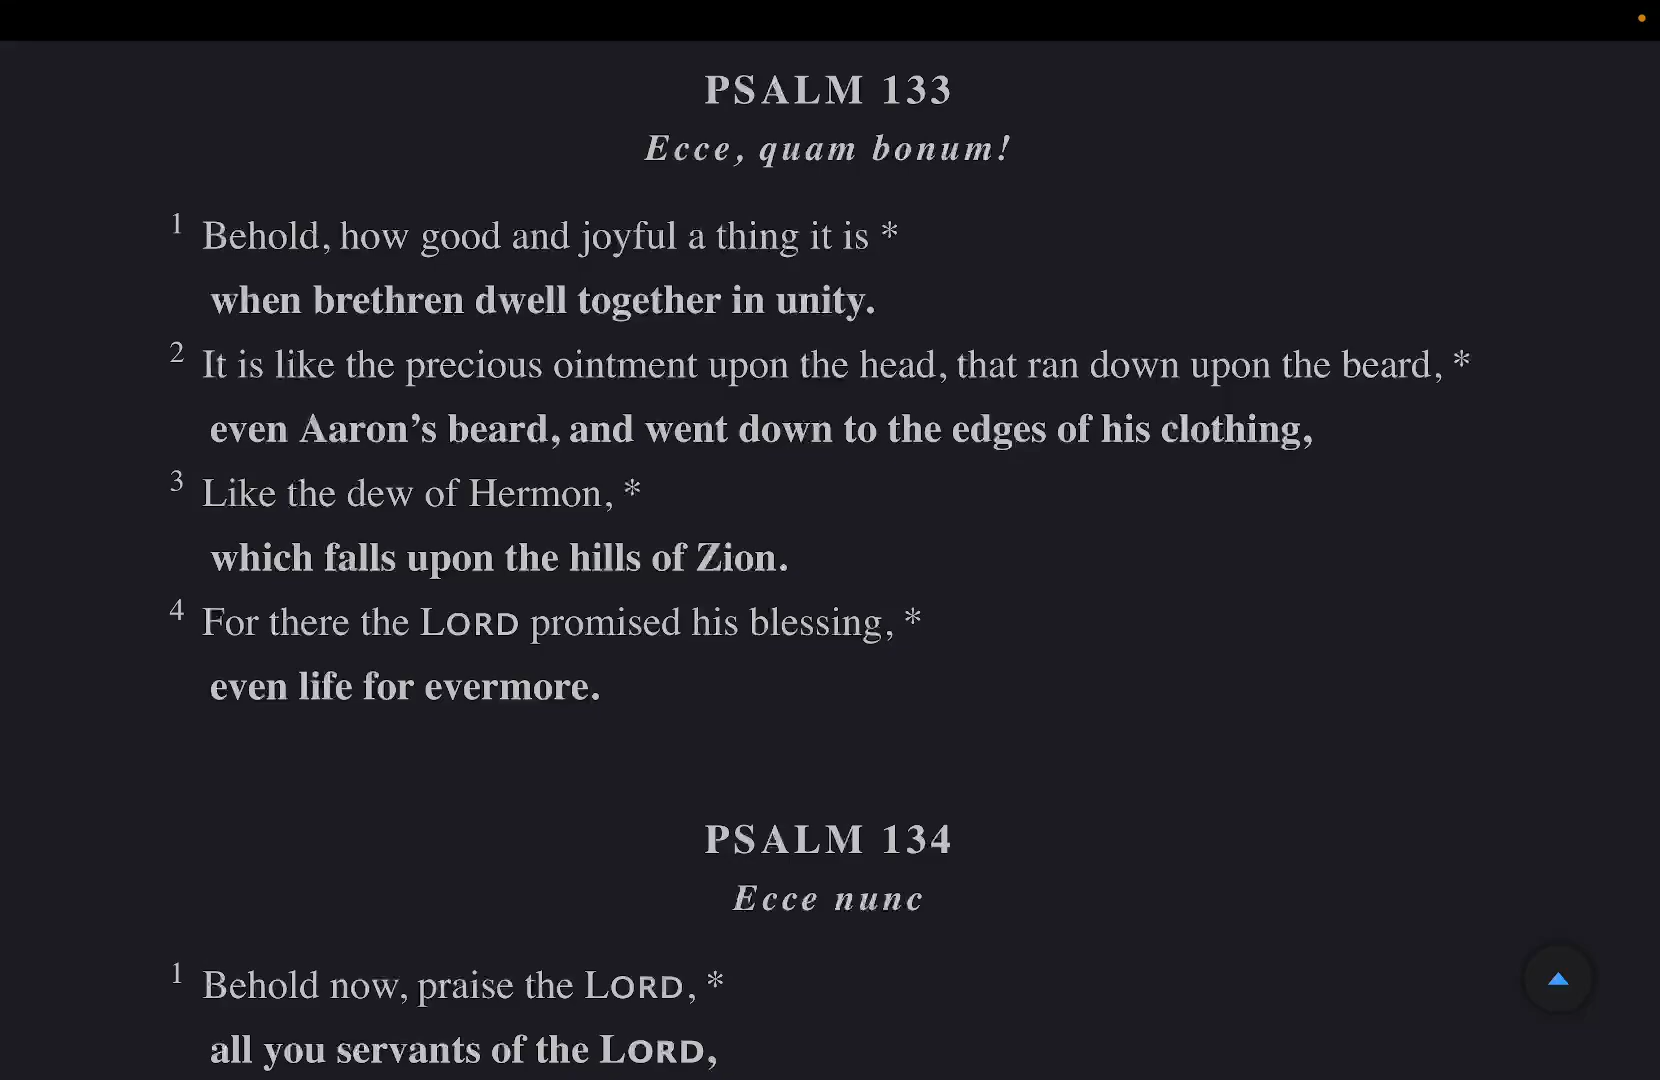 PSALM 133
Ecce, quam bonum!
1 Behold, how good and joyful a thing it is *
when brethren dwell together in unity.
2 It is like the precious ointment upon the head, that ran down upon the beard, *
even Aaron’s beard, and went down to the edges of his clothing,
3 Like the dew of Hermon, *
which falls upon the hills of Zion.
4 For there the LORD promised his blessing, *
even life for evermore.
PSALM 134
Ecce nunc
1 Behold now, praise the LORD, *
all you servants of the LORD,